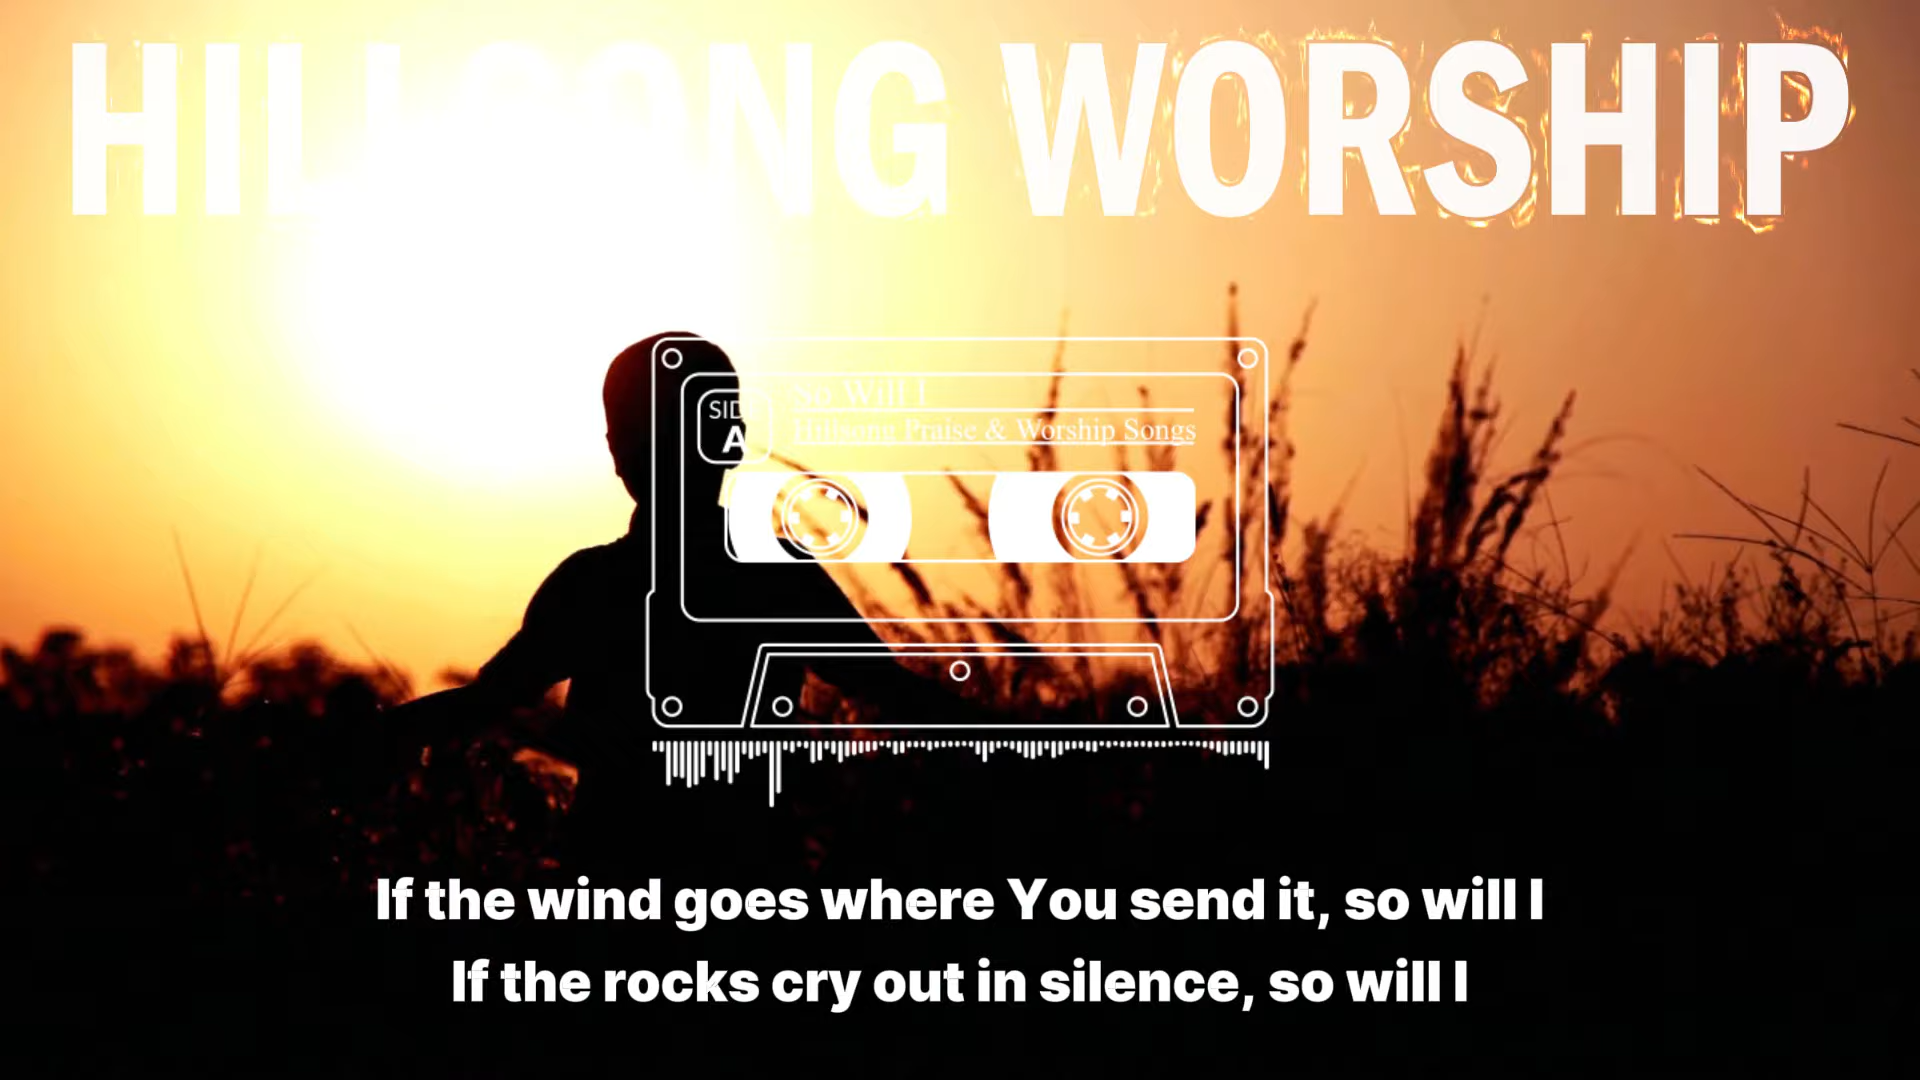 HILLSONG WORSHIP
SIDE
A
So Will I
Hillsong Praise & Worship Songs
If the wind goes where You send it, so will I
If the rocks cry out in silence, so will I